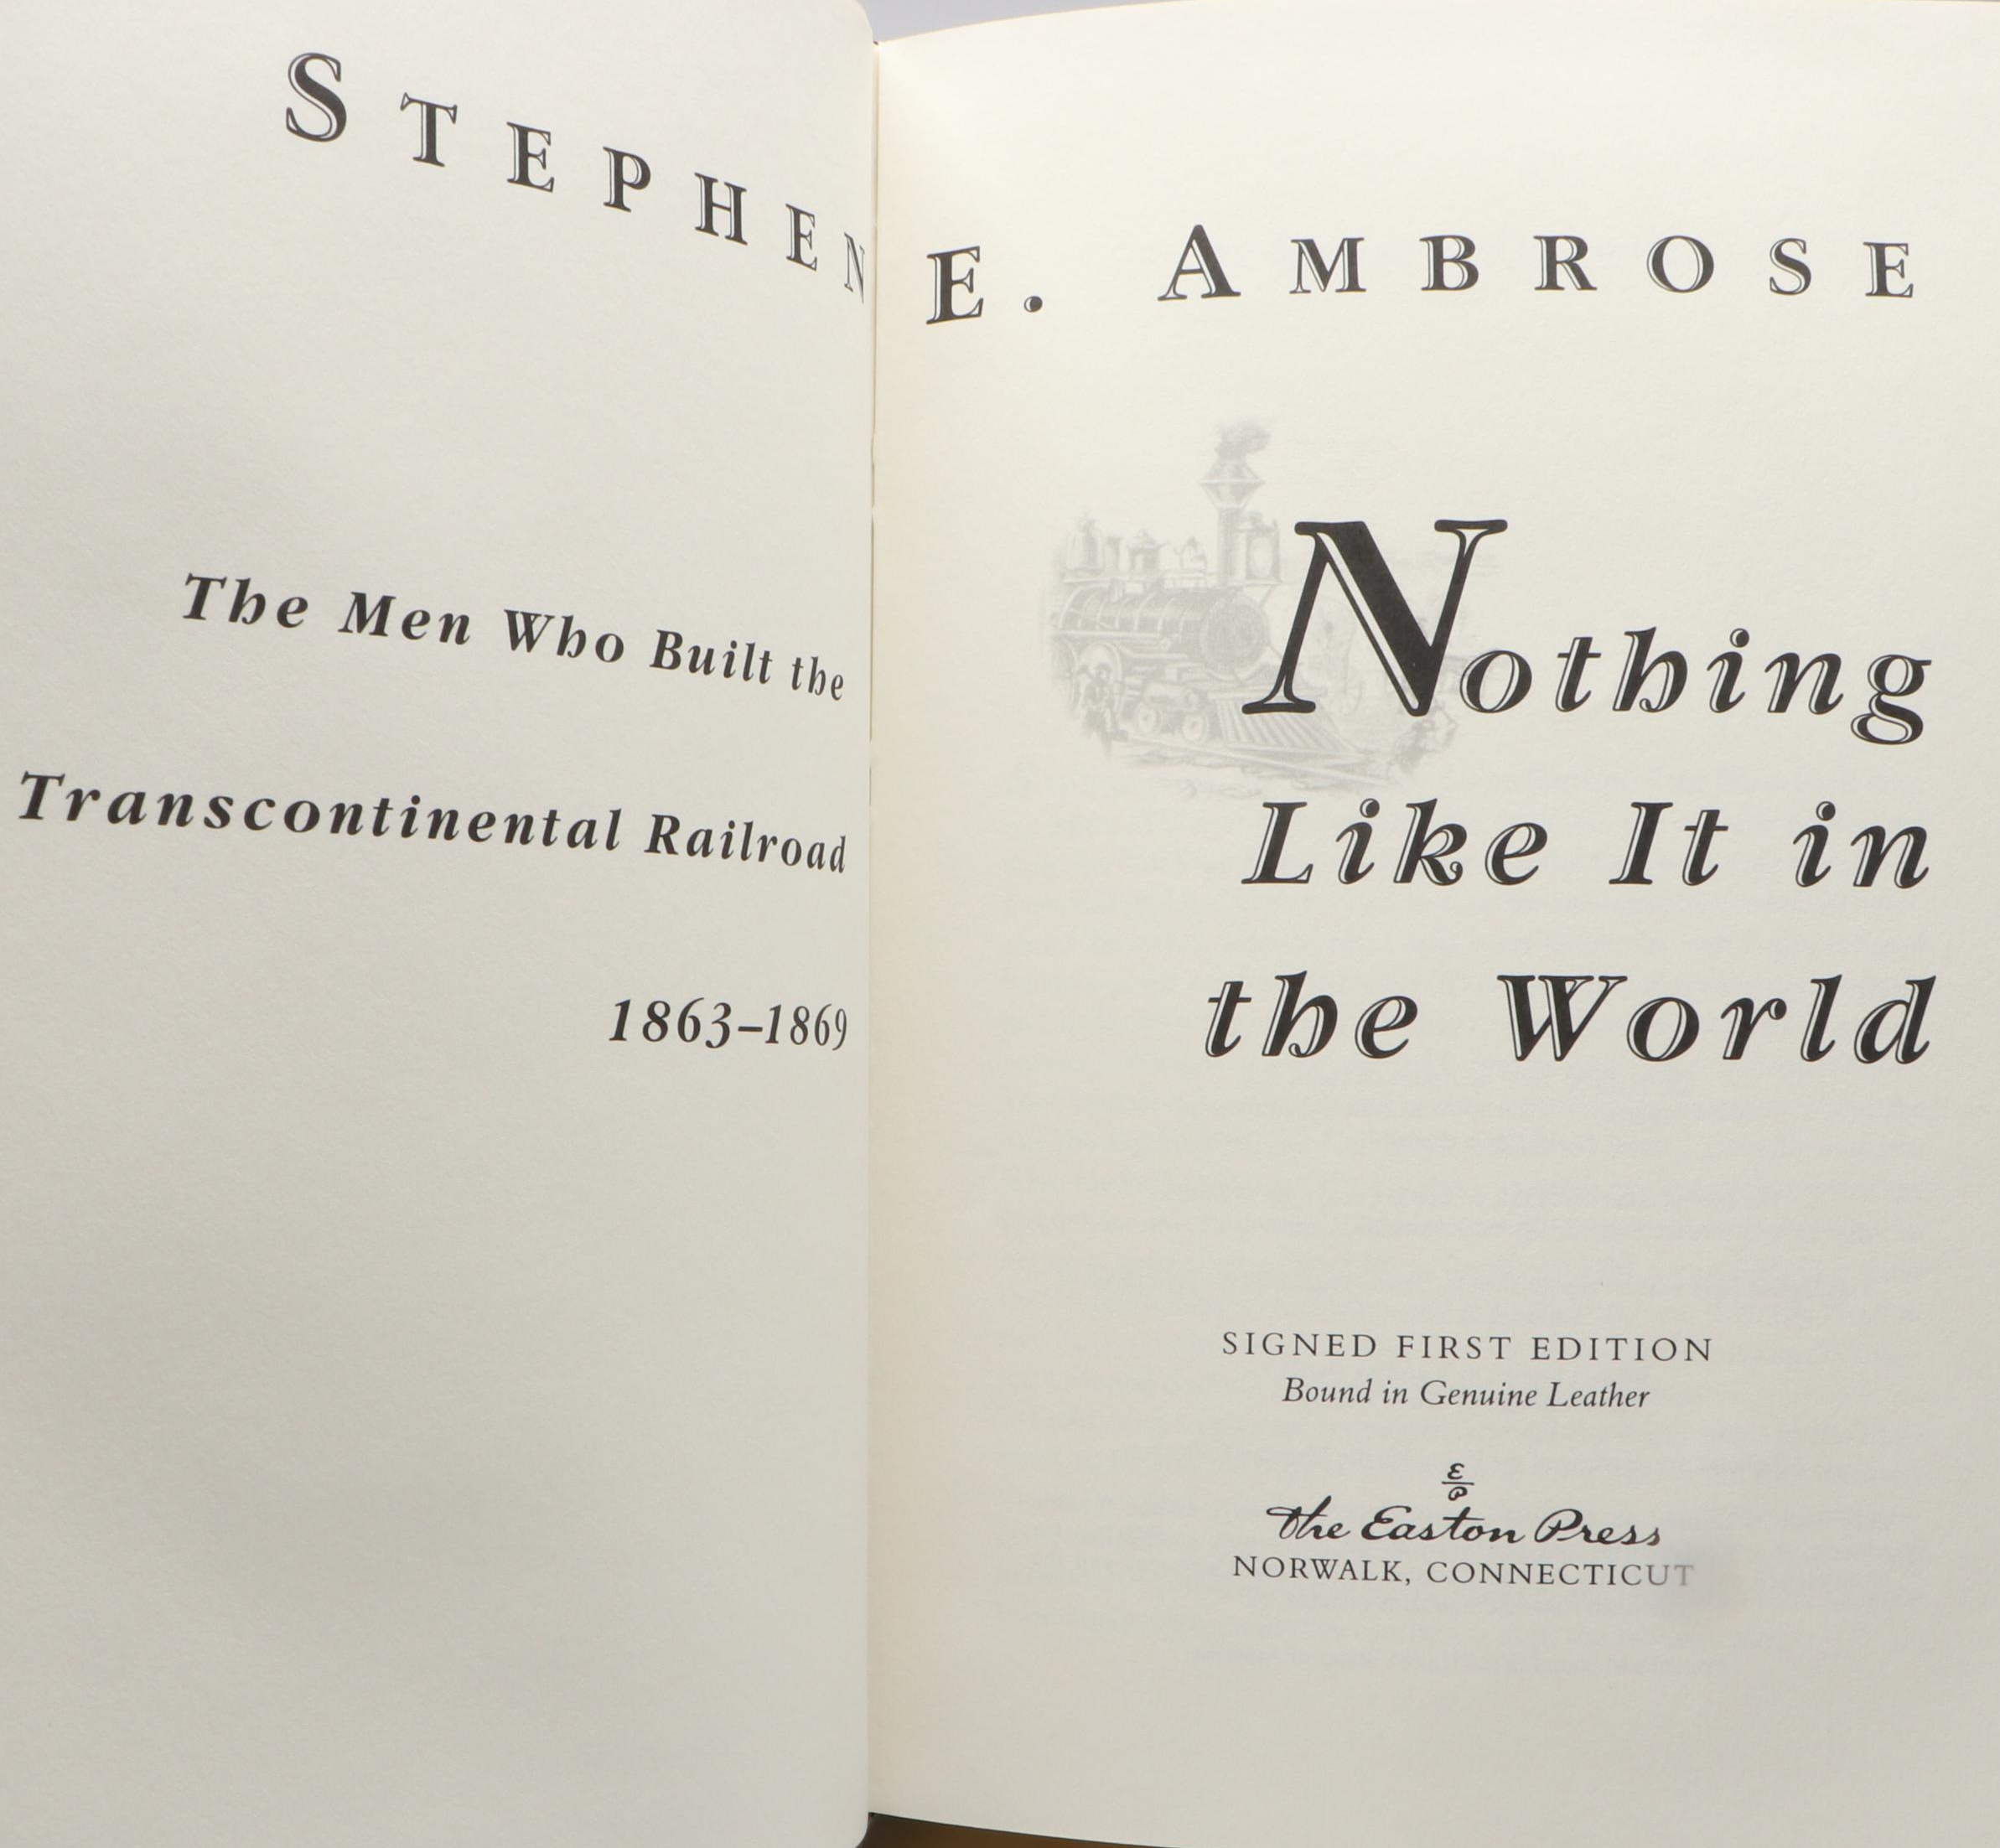 STEPHEN E. AMBROSE
The Men Who Built the
Transcontinental Railroad
1863–1869
Nothing
Like It in
the World
SIGNED FIRST EDITION
Bound in Genuine Leather
E
P
The Easton Press
NORWALK, CONNECTICUT